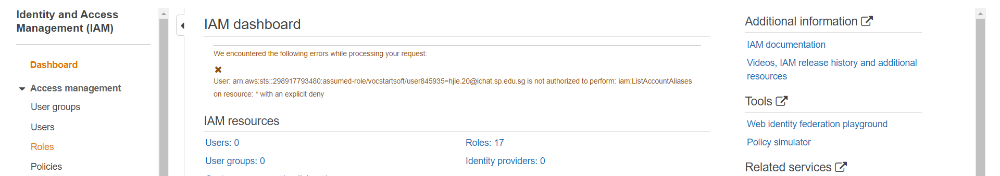 Identity and Access
Management (IAM)
Dashboard
Access management
User groups
Users
Roles
Policies
IAM dashboard
We encountered the following errors while processing your request:
User: arn:aws:sts::298917793480:assumed-role/vocstartsoft/user845935=hjie.20@ichat.sp.edu.sg is not authorized to perform: iam:ListAccountAliases
on resource: * with an explicit deny
IAM resources
Users: 0
Roles: 17
User groups: 0
Identity providers: 0
Additional information
IAM documentation
Videos, IAM release history and additional
resources
Tools
Web identity federation playground
Policy simulator
Related services